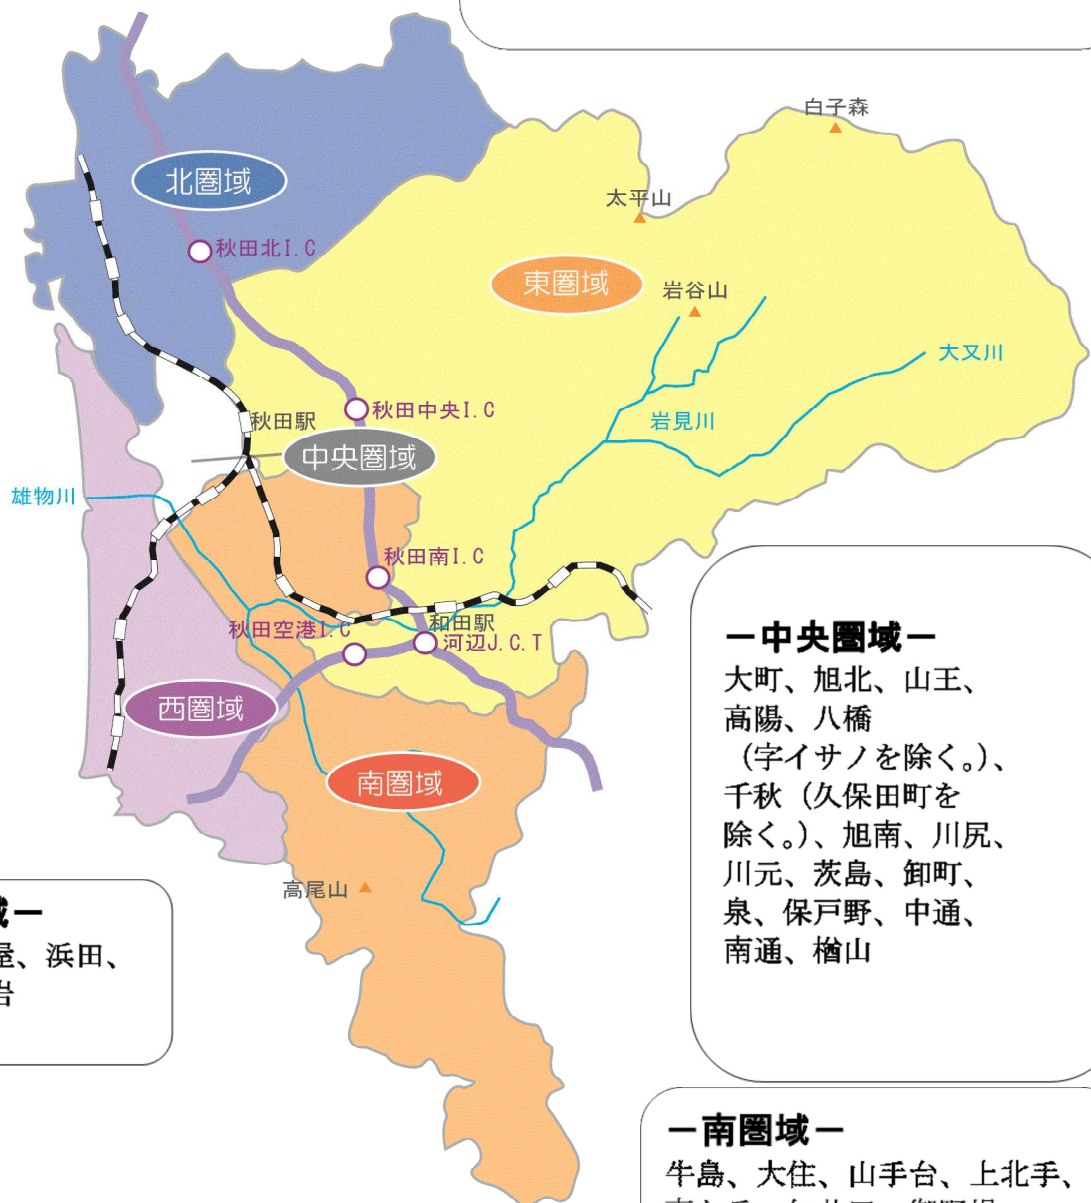 白子森
北圏域
太平山
秋田北I.C
東圏域
岩谷山
大又川
秋田中央I.C
秋田駅
岩見川
中央圏域
雄物川
秋田南I.C
秋田空港I.C
和田駅
河辺J.C.T
西圏域
南圏域
高尾山
－中央圏域－
大町、旭北、山王、
高陽、八橋
（字イサノを除く。）、
千秋（久保田町を
除く。）、旭南、川尻、
川元、茨島、卸町、
泉、保戸野、中通、
南通、楢山
域－
屋、浜田、
岩
－南圏域－
牛島、大住、山手台、上北手、